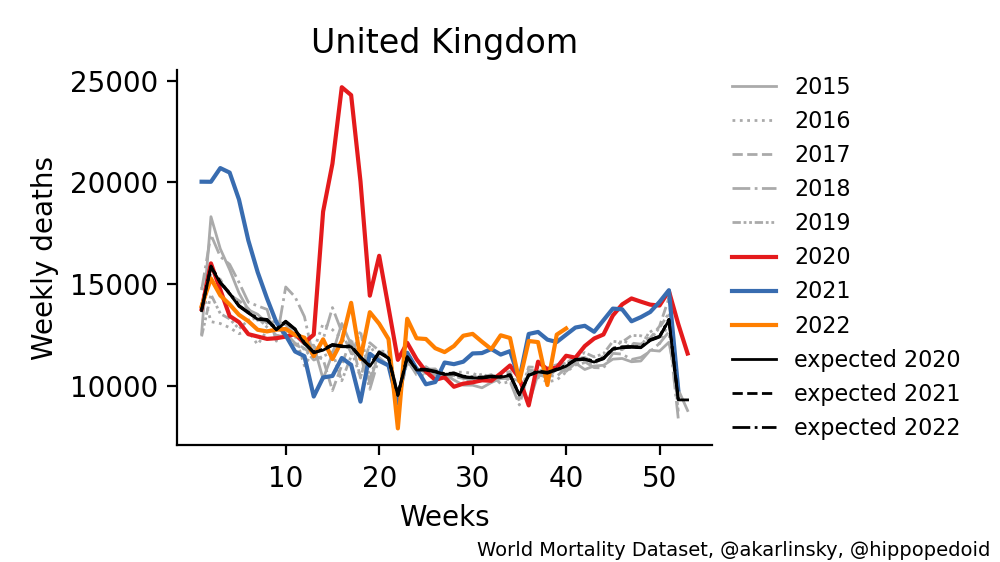 United Kingdom
25000
20000
15000
10000
Weekly deaths
10 20 30 40 50
Weeks
2015
2016
2017
2018
2019
2020
2021
2022
expected 2020
expected 2021
expected 2022
World Mortality Dataset, @akarlinsky, @hippopedoid